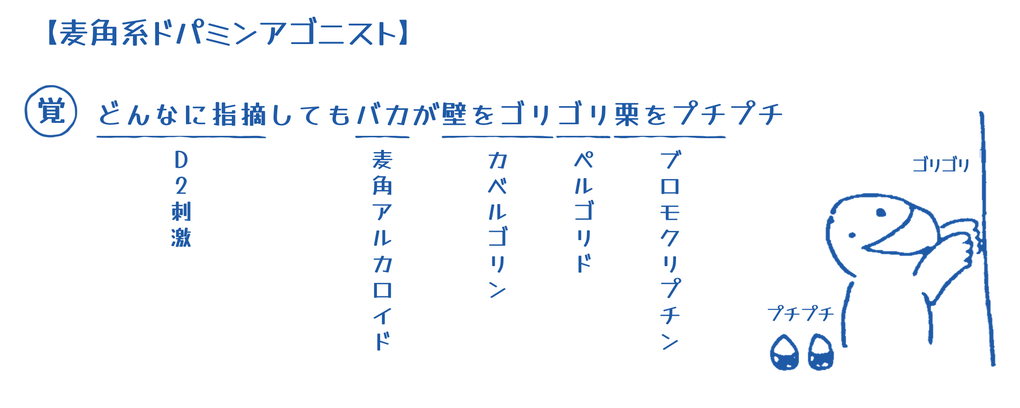 【麦角系ドパミンアゴニスト】
覚 どんなに指摘してもバカが壁をゴリゴリ栗をプチプチ
D2刺激
麦角アルカロイド
カベルゴリン
ペルゴリド
ブロモクリプチン
ゴリゴリ
プチプチ